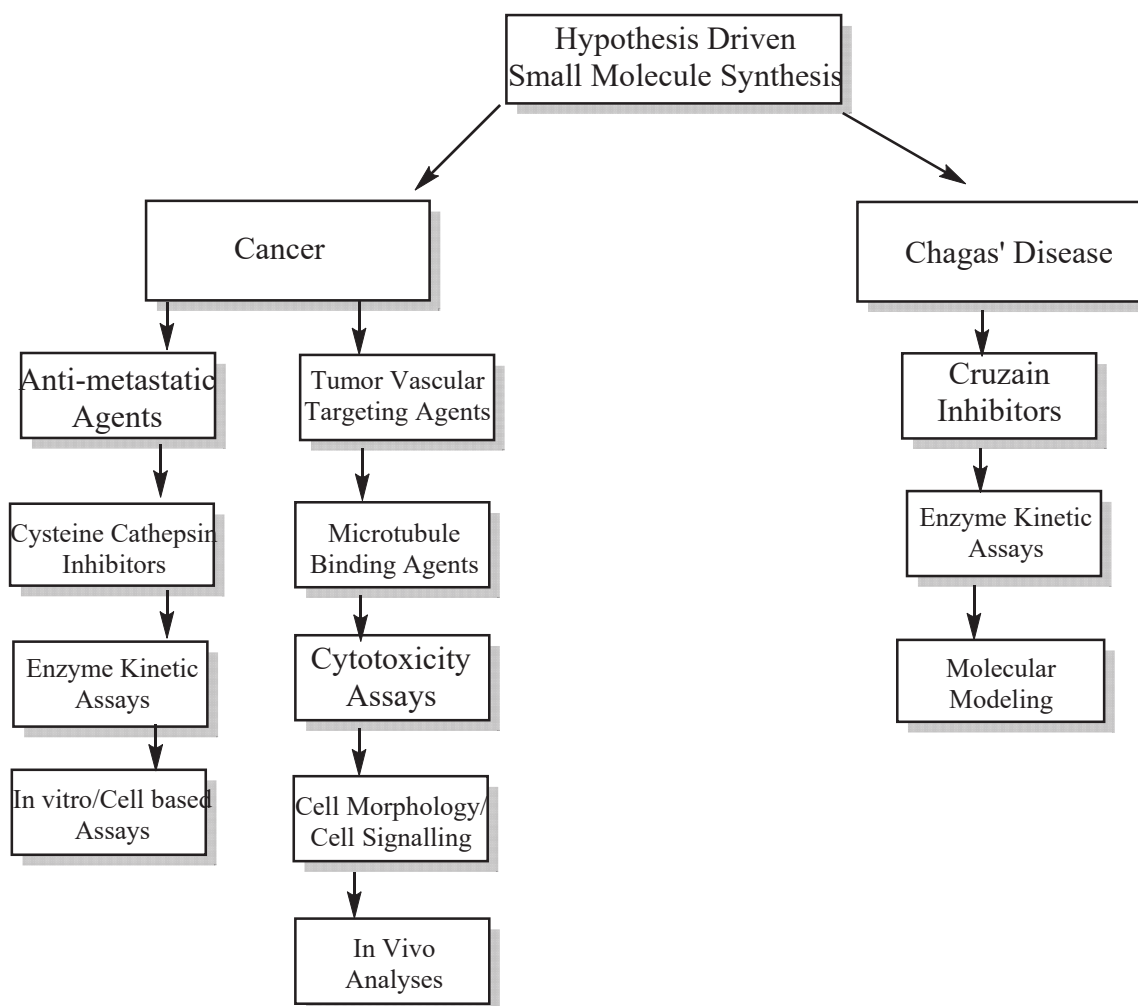 Hypothesis Driven
Small Molecule Synthesis
Cancer
Chagas' Disease
Anti-metastatic
Agents
Tumor Vascular
Targeting Agents
Cruzain
Inhibitors
Cysteine Cathepsin
Inhibitors
Microtubule
Binding Agents
Enzyme Kinetic
Assays
Enzyme Kinetic
Assays
Cytotoxicity
Assays
Molecular
Modeling
In vitro/Cell based
Assays
Cell Morphology/
Cell Signalling
In Vivo
Analyses